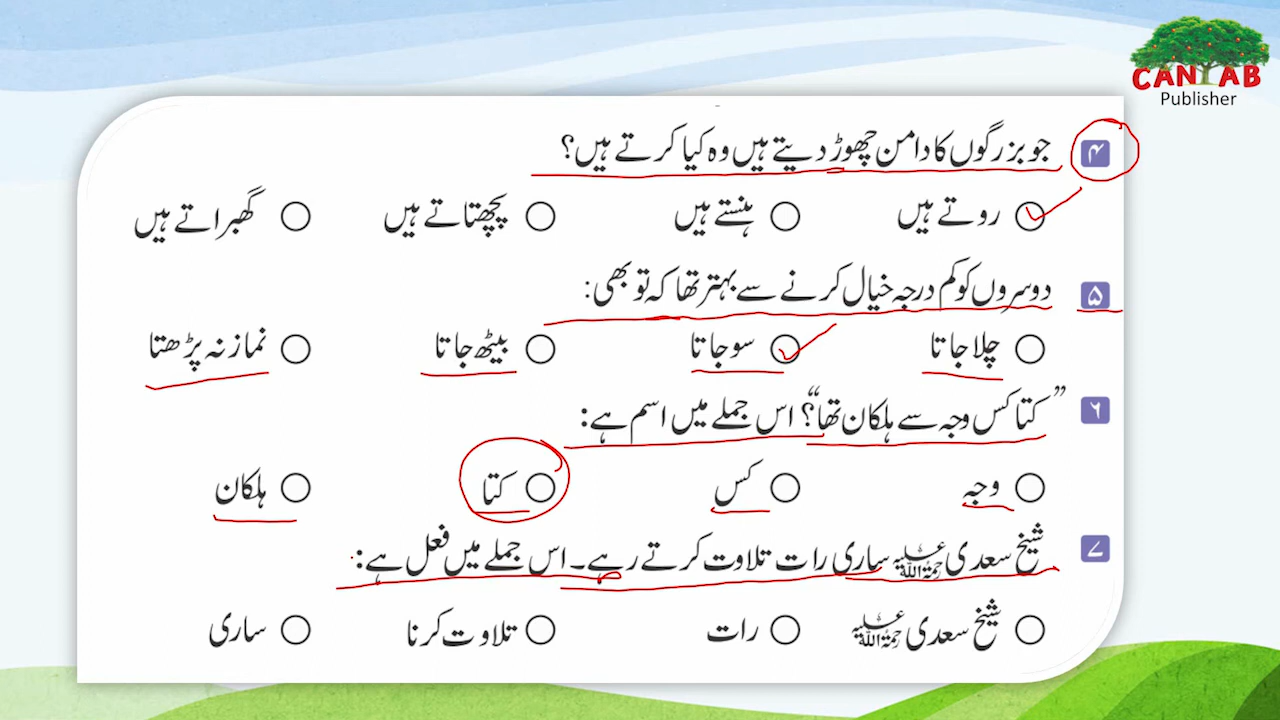 CANTAB
Publisher
۴ جو بزرگوں کا دامن چھوڑ دیتے ہیں وہ کیا کرتے ہیں؟
روتے ہیں ہنستے ہیں پچھتاتے ہیں گھبراتے ہیں
۵ دوسروں کو کم درجہ خیال کرنے سے بہتر تھا کہ تو بھی:
چلا جاتا سو جاتا بیٹھ جاتا نماز نہ پڑھتا
۶ ”کتا کس وجہ سے ہلکان تھا“؟ اس جملے میں اسم ہے:
وجہ کس کتا ہلکان
۷ شیخ سعدی رحمۃ اللہ علیہ ساری رات تلاوت کرتے رہے۔ اس جملے میں فعل ہے:
شیخ سعدی رحمۃ اللہ علیہ رات تلاوت کرنا ساری